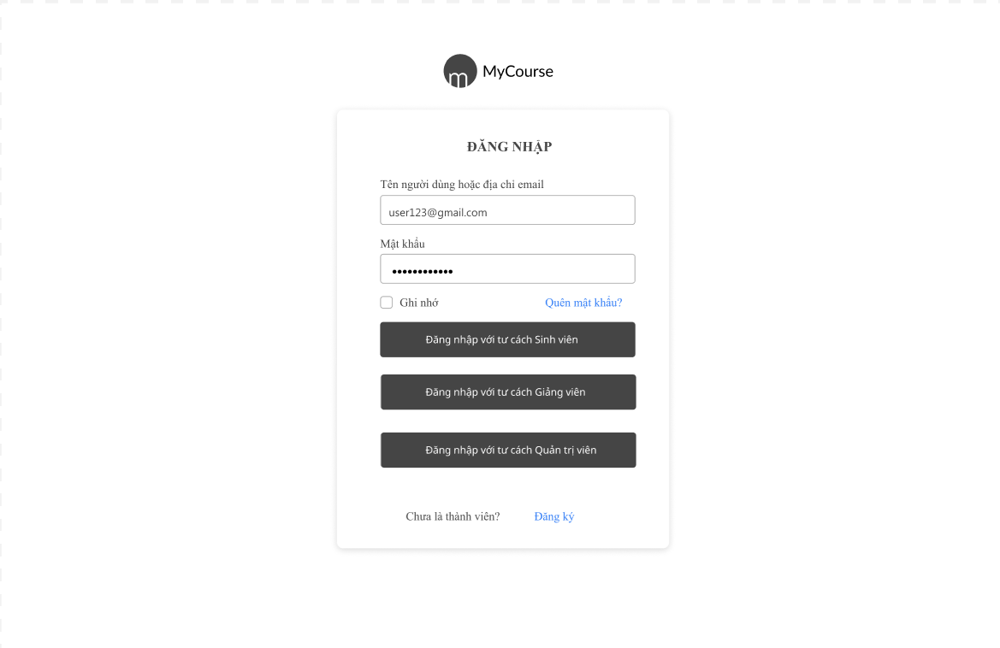 m MyCourse
ĐĂNG NHẬP
Tên người dùng hoặc địa chỉ email
user123@gmail.com
Mật khẩu
••••••••••••
Ghi nhớ Quên mật khẩu?
Đăng nhập với tư cách Sinh viên
Đăng nhập với tư cách Giảng viên
Đăng nhập với tư cách Quản trị viên
Chưa là thành viên? Đăng ký